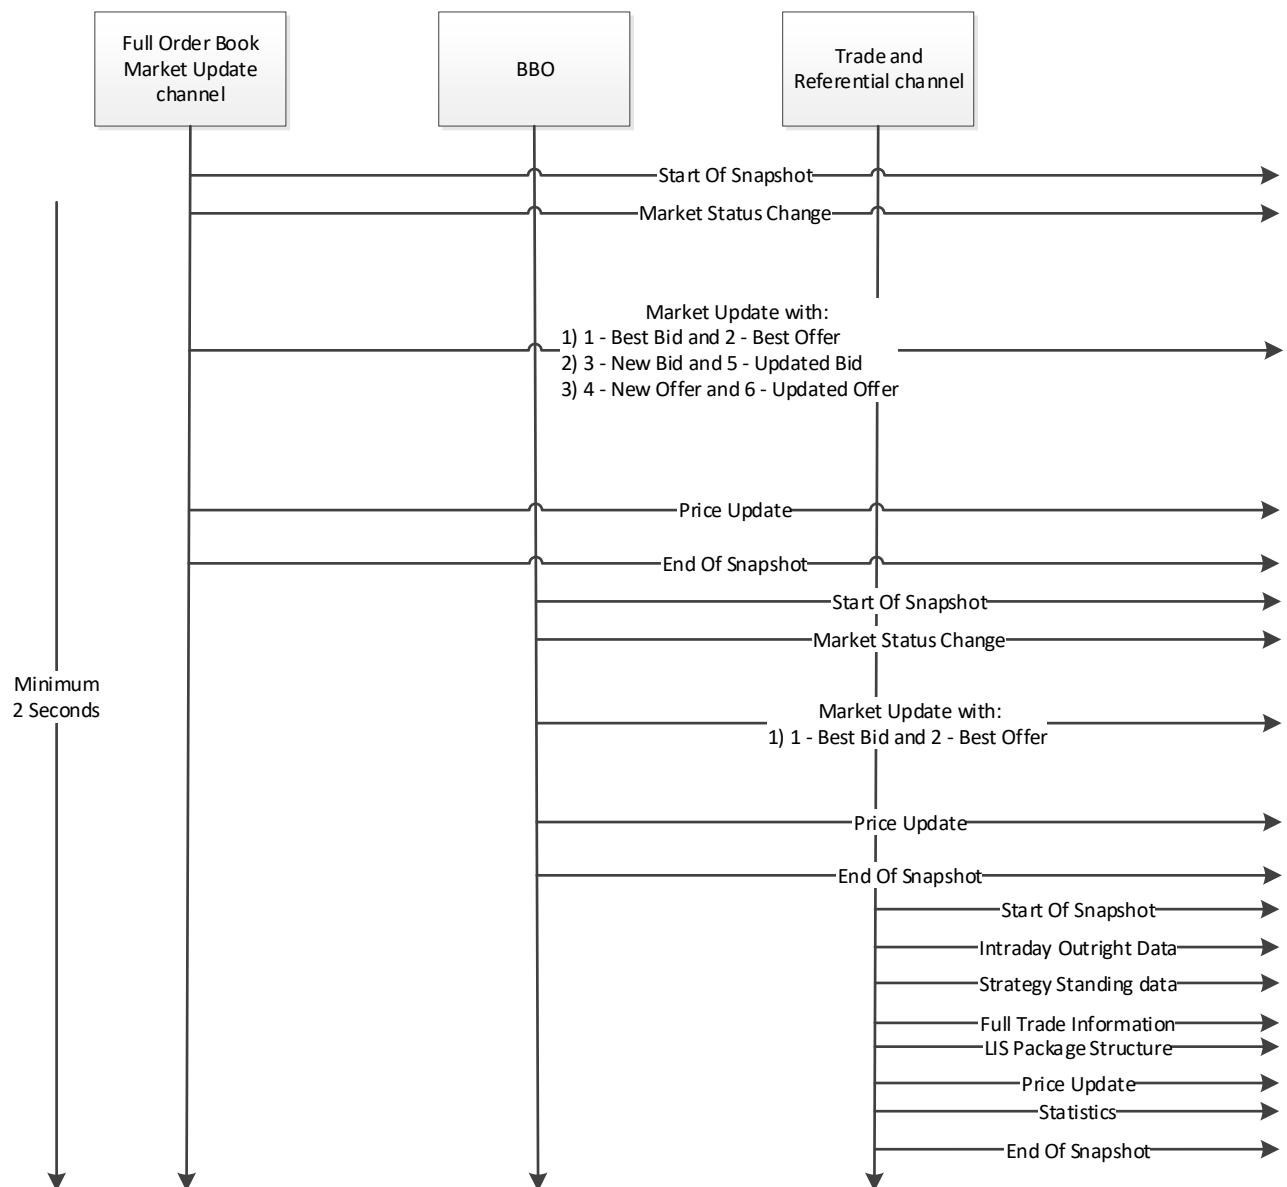 Full Order Book
Market Update
channel
BBO
Trade and
Referential channel
Start Of Snapshot
Market Status Change
Market Update with:
1) 1 - Best Bid and 2 - Best Offer
2) 3 - New Bid and 5 - Updated Bid
3) 4 - New Offer and 6 - Updated Offer
Price Update
End Of Snapshot
Start Of Snapshot
Market Status Change
Minimum
2 Seconds
Market Update with:
1) 1 - Best Bid and 2 - Best Offer
Price Update
End Of Snapshot
Start Of Snapshot
Intraday Outright Data
Strategy Standing data
Full Trade Information
LIS Package Structure
Price Update
Statistics
End Of Snapshot